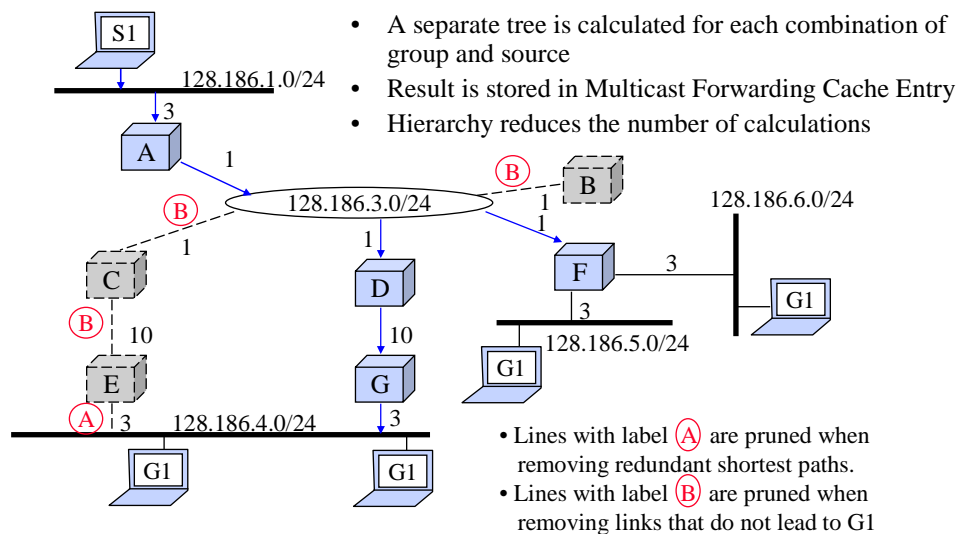 S1
• A separate tree is calculated for each combination of
group and source
• Result is stored in Multicast Forwarding Cache Entry
• Hierarchy reduces the number of calculations
128.186.1.0/24
3
A
1
B
B
1
128.186.3.0/24
128.186.6.0/24
B
1
1
1
C
D
F
3
G1
B
10
10
3
128.186.5.0/24
G1
E
G
A
3
128.186.4.0/24
3
G1
G1
• Lines with label A are pruned when
removing redundant shortest paths.
• Lines with label B are pruned when
removing links that do not lead to G1